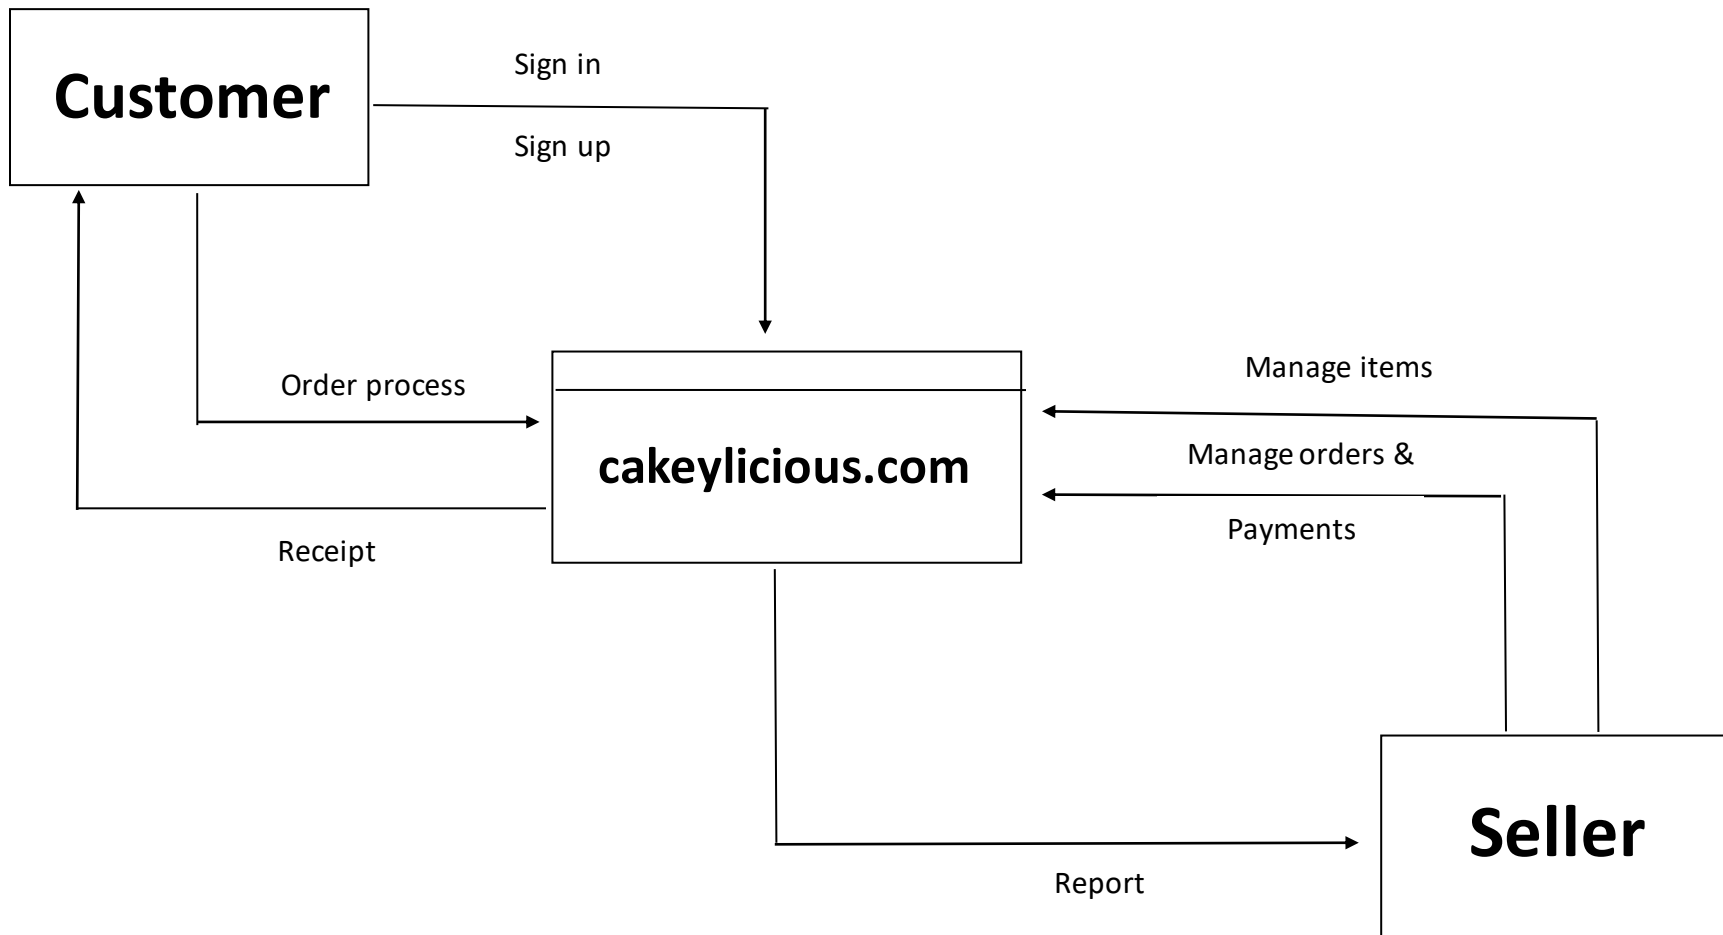 Customer
Sign in
Sign up
Order process
cakeylicious.com
Receipt
Manage items
Manage orders &
Payments
Seller
Report